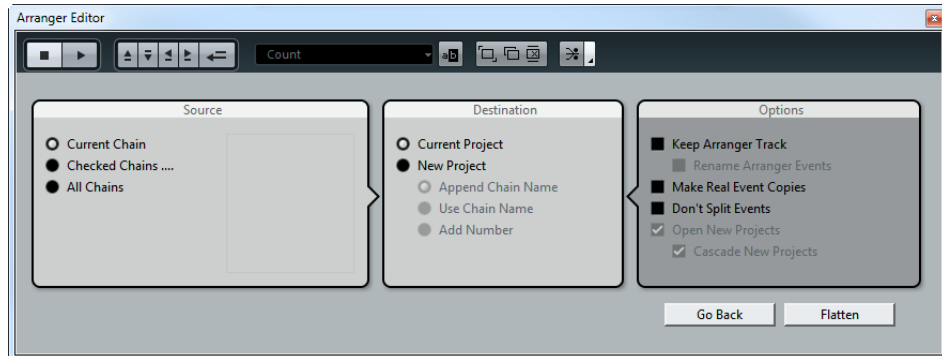 Arranger Editor
Count
ab
Source
Current Chain
Checked Chains ....
All Chains
Destination
Current Project
New Project
Append Chain Name
Use Chain Name
Add Number
Options
Keep Arranger Track
Rename Arranger Events
Make Real Event Copies
Don't Split Events
Open New Projects
Cascade New Projects
Go Back
Flatten